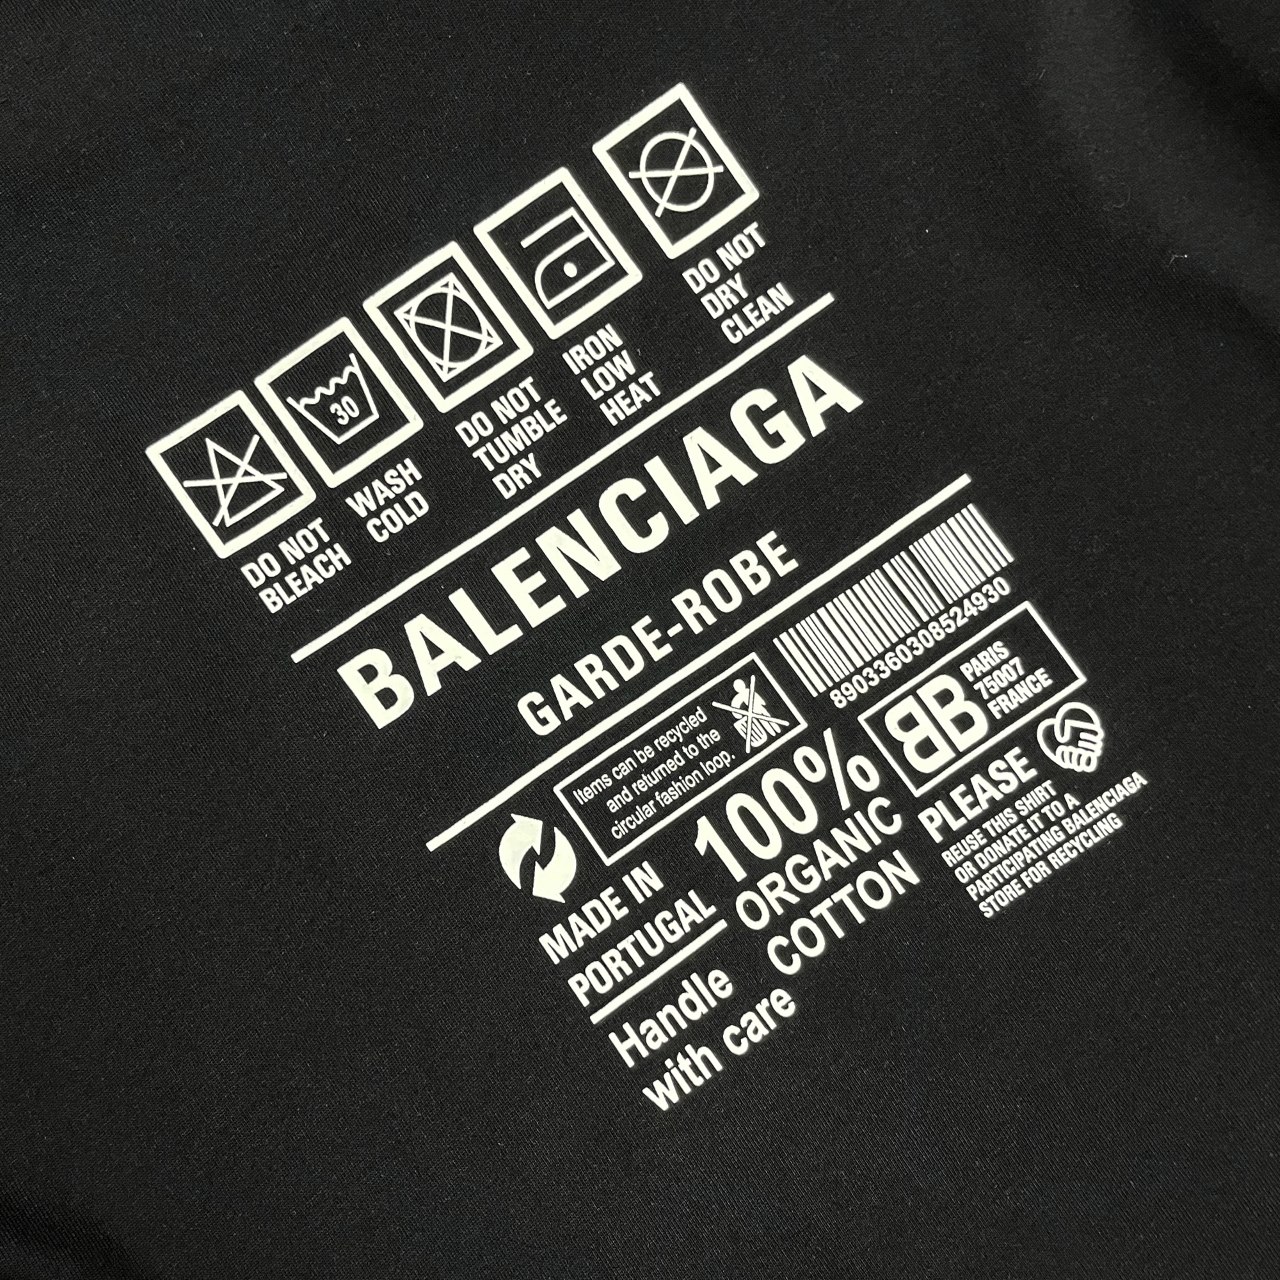 DO NOT
BLEACH
30
WASH
COLD
DO NOT
TUMBLE
DRY
IRON
LOW
HEAT
DO NOT
DRY
CLEAN
BALENCIAGA
GARDE-ROBE
Items can be recycled
and returned to the
circular fashion loop.
8903360308524930
MADE IN
PORTUGAL
Handle
with care
100%
ORGANIC
COTTON
BB
PARIS
75007
FRANCE
PLEASE
REUSE THIS SHIRT
OR DONATE IT TO A
PARTICIPATING BALENCIAGA
STORE FOR RECYCLING